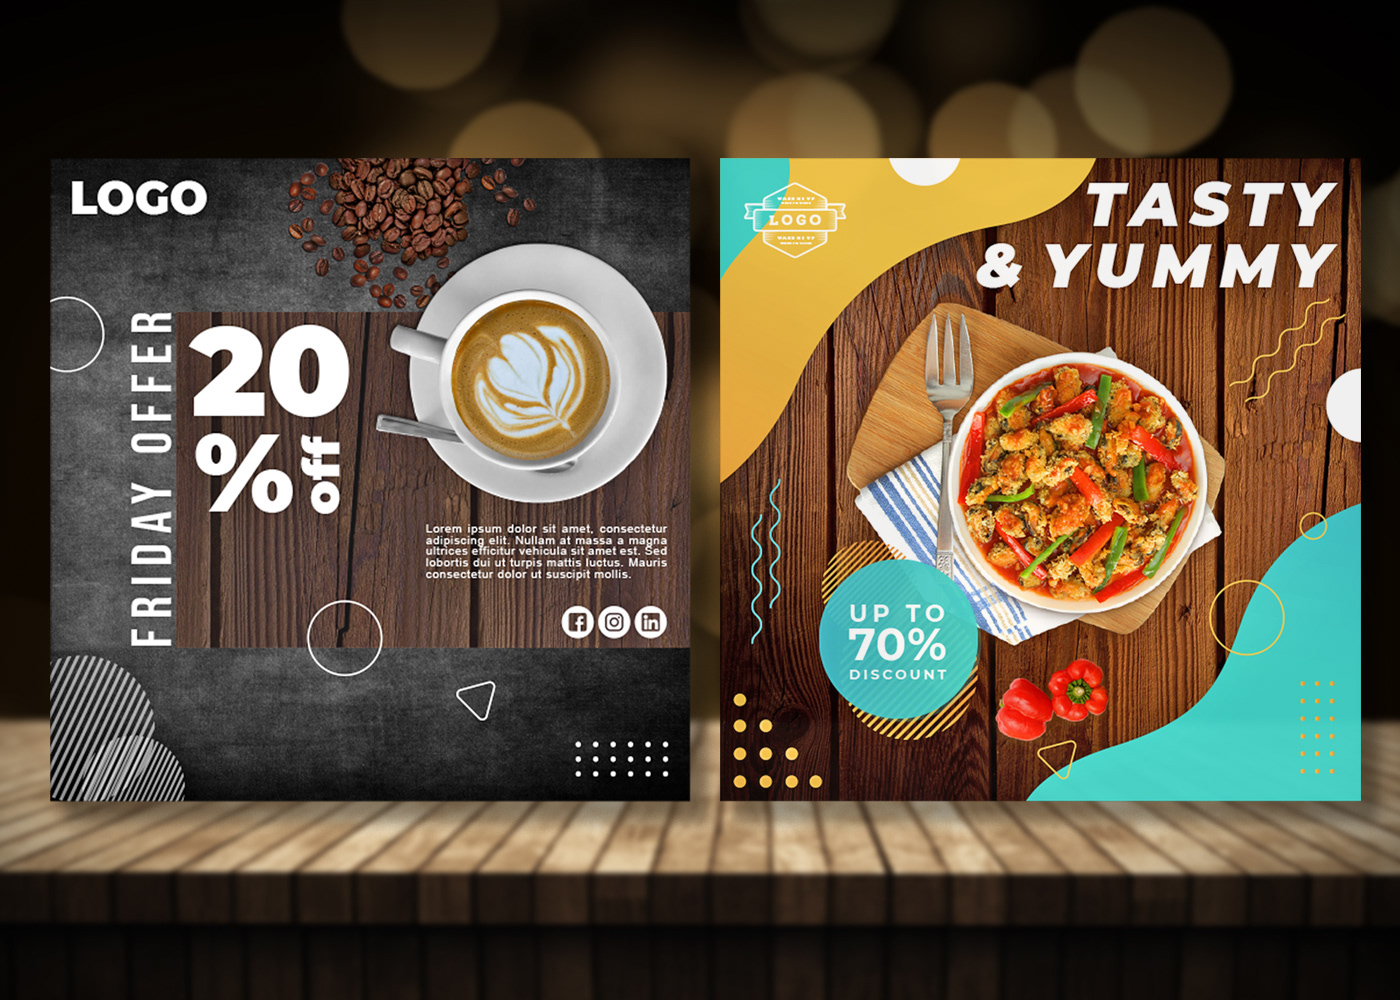 LOGO
FRIDAY OFFER
20
%
off
Lorem ipsum dolor sit amet, consectetur
adipiscing elit. Nullam at massa a magna
ultrices efficitur vehicula sit amet est. Sed
lobortis dui ut turpis mattis luctus. Mauris
consectetur dolor ut suscipit mollis.
LOGO
TASTY
& YUMMY
UP TO
70%
DISCOUNT